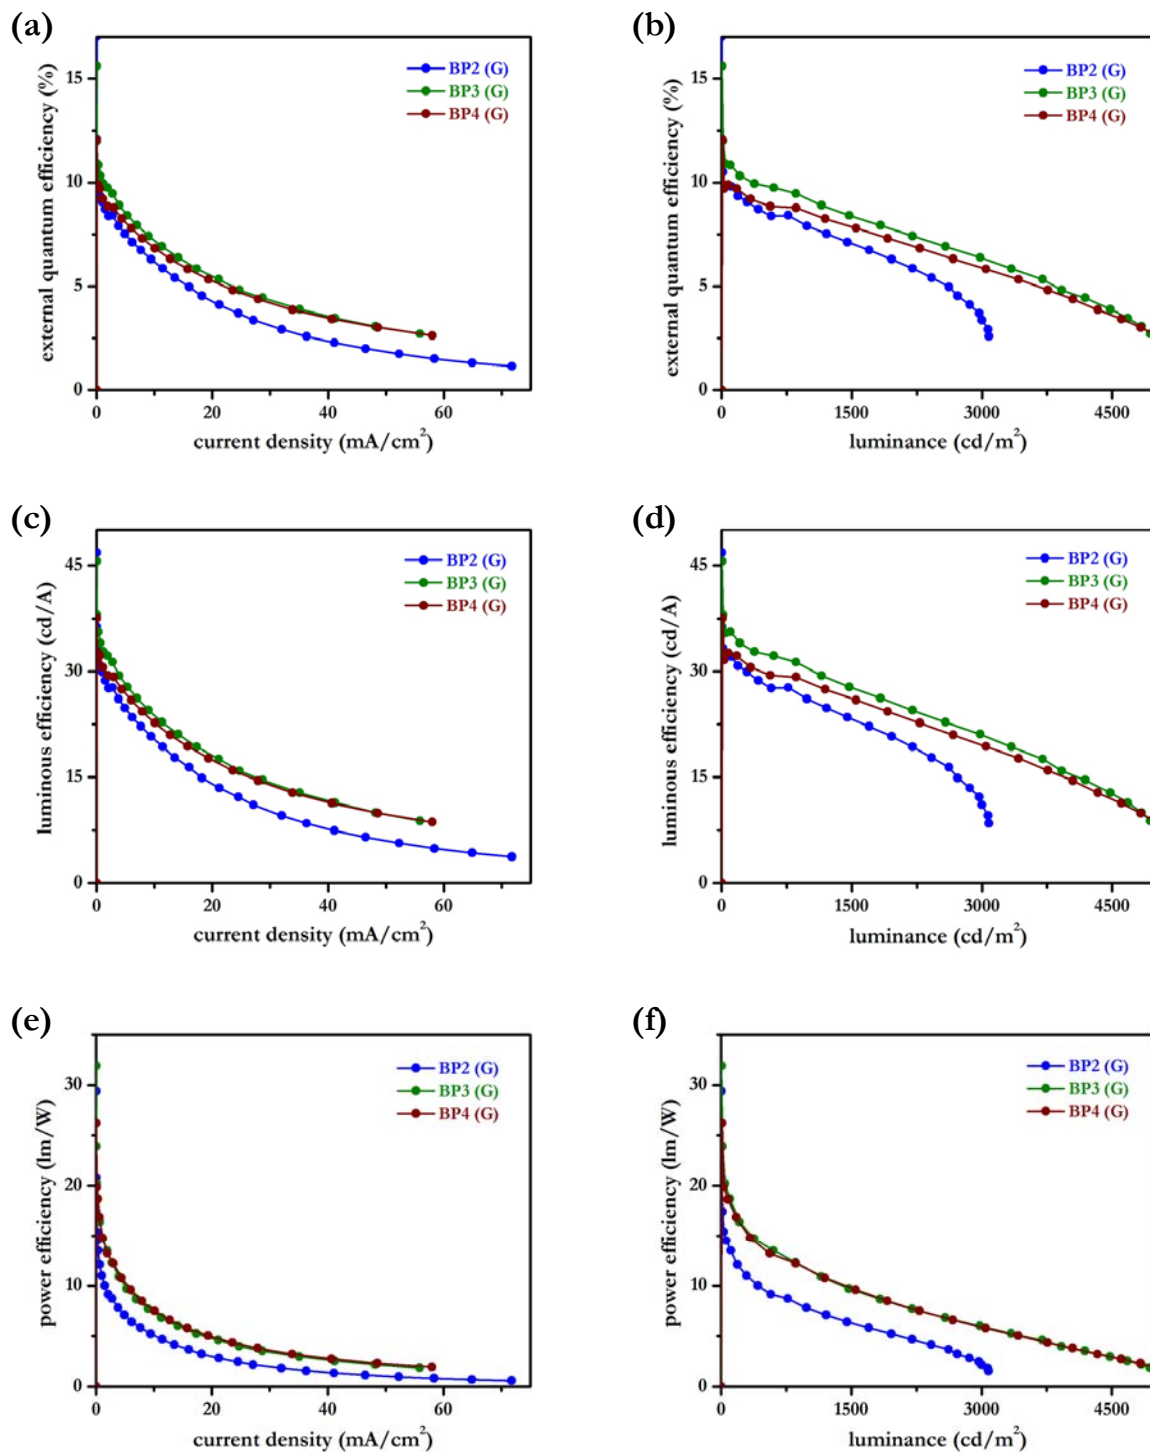 (a)
external quantum efficiency (%)
15
10
5
0
BP2 (G)
BP3 (G)
BP4 (G)
0 20 40 60
current density (mA/cm²)
(b)
external quantum efficiency (%)
15
10
5
0
BP2 (G)
BP3 (G)
BP4 (G)
0 1500 3000 4500
luminance (cd/m²)
(c)
luminous efficiency (cd/A)
45
30
15
0
BP2 (G)
BP3 (G)
BP4 (G)
0 20 40 60
current density (mA/cm²)
(d)
luminous efficiency (cd/A)
45
30
15
0
BP2 (G)
BP3 (G)
BP4 (G)
0 1500 3000 4500
luminance (cd/m²)
(e)
power efficiency (lm/W)
30
20
10
0
BP2 (G)
BP3 (G)
BP4 (G)
0 20 40 60
current density (mA/cm²)
(f)
power efficiency (lm/W)
30
20
10
0
BP2 (G)
BP3 (G)
BP4 (G)
0 1500 3000 4500
luminance (cd/m²)